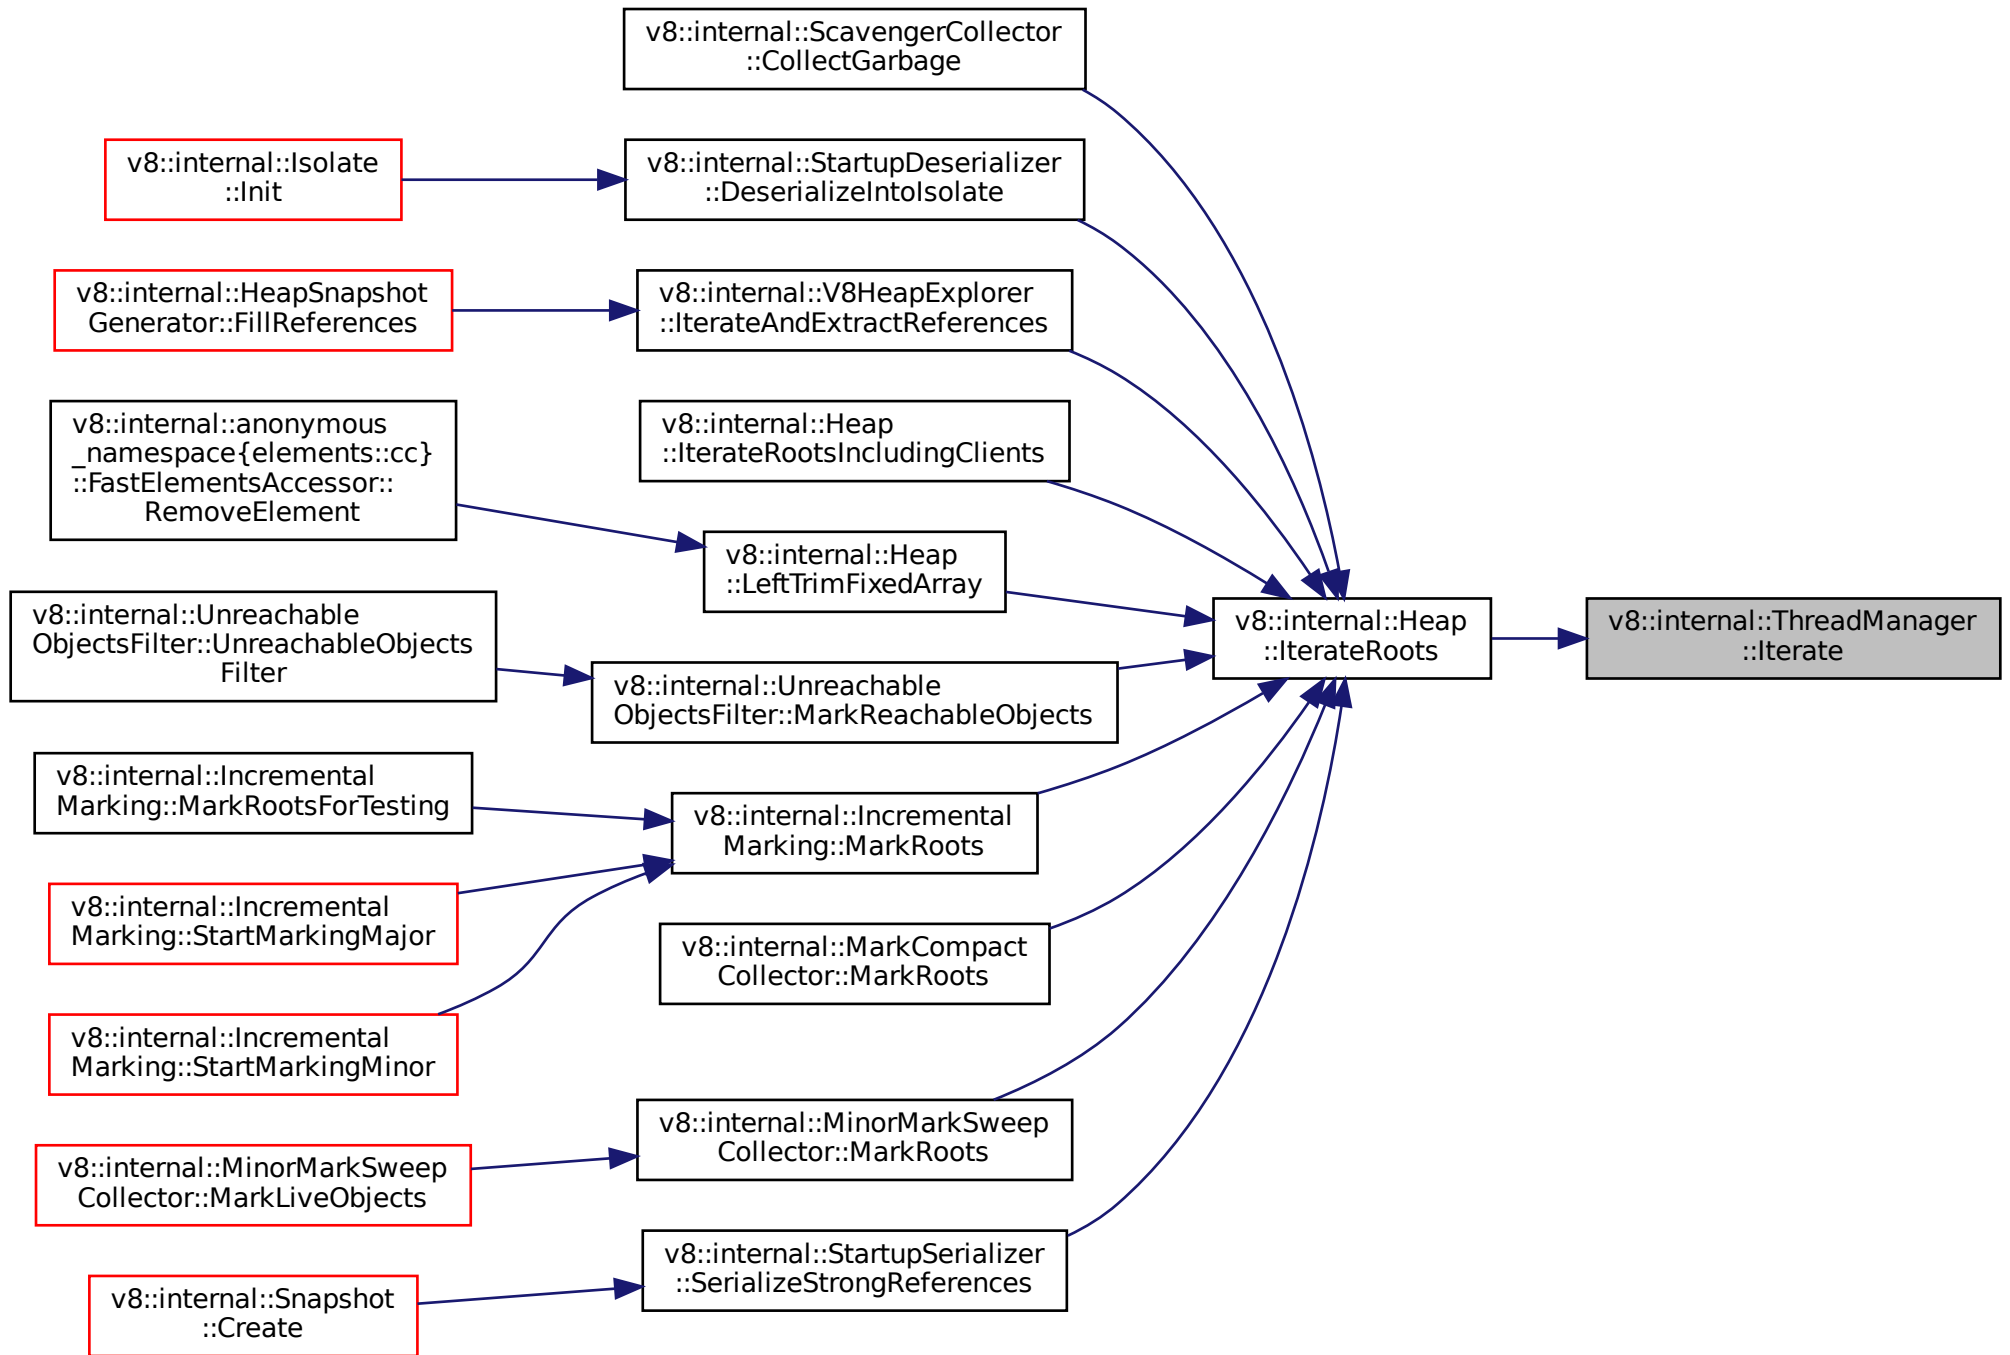 v8::internal::ScavengerCollector
::CollectGarbage
v8::internal::Isolate
::Init
v8::internal::StartupDeserializer
::DeserializeIntoIsolate
v8::internal::HeapSnapshot
Generator::FillReferences
v8::internal::V8HeapExplorer
::IterateAndExtractReferences
v8::internal::anonymous
_namespace{elements::cc}
::FastElementsAccessor::
RemoveElement
v8::internal::Heap
::IterateRootsIncludingClients
v8::internal::Heap
::LeftTrimFixedArray
v8::internal::Unreachable
ObjectsFilter::UnreachableObjects
Filter
v8::internal::Heap
::IterateRoots
v8::internal::ThreadManager
::Iterate
v8::internal::Unreachable
ObjectsFilter::MarkReachableObjects
v8::internal::Incremental
Marking::MarkRootsForTesting
v8::internal::Incremental
Marking::MarkRoots
v8::internal::Incremental
Marking::StartMarkingMajor
v8::internal::MarkCompact
Collector::MarkRoots
v8::internal::Incremental
Marking::StartMarkingMinor
v8::internal::MinorMarkSweep
Collector::MarkRoots
v8::internal::MinorMarkSweep
Collector::MarkLiveObjects
v8::internal::StartupSerializer
::SerializeStrongReferences
v8::internal::Snapshot
::Create